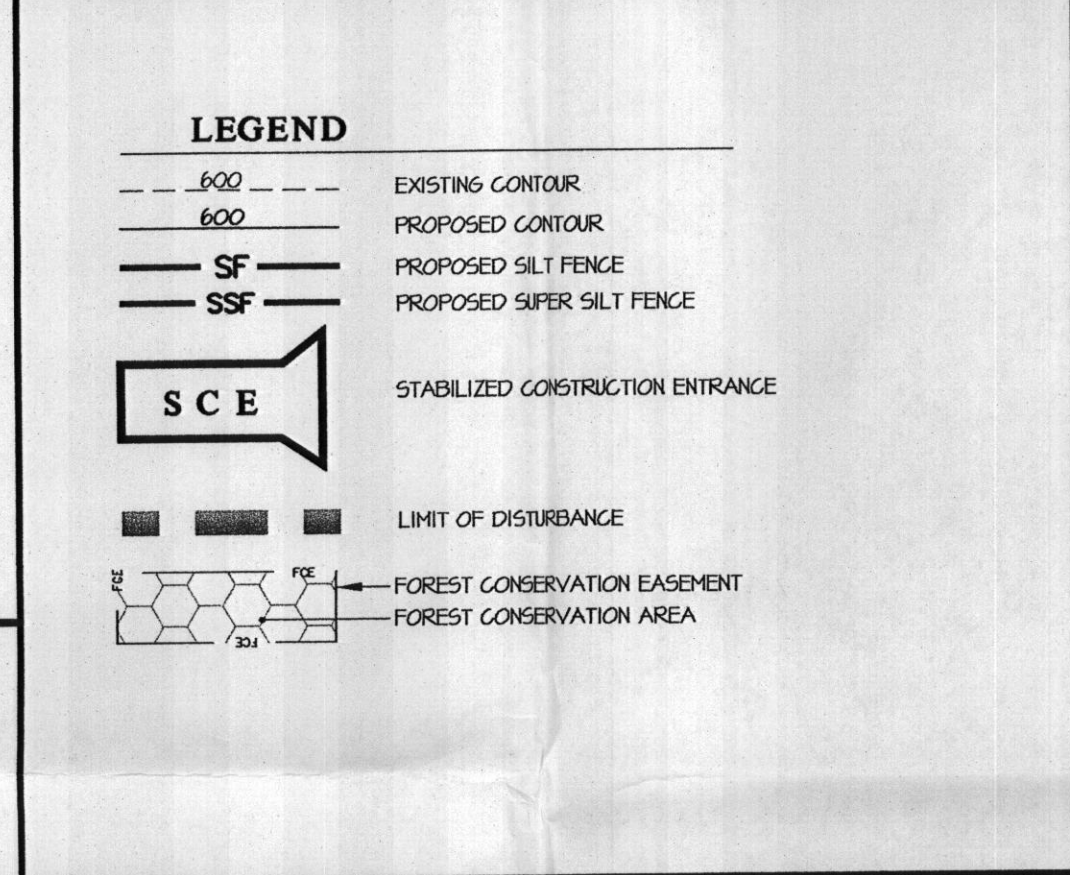 LEGEND
600 EXISTING CONTOUR
600 PROPOSED CONTOUR
SF PROPOSED SILT FENCE
SSF PROPOSED SUPER SILT FENCE
SCE STABILIZED CONSTRUCTION ENTRANCE
LIMIT OF DISTURBANCE
FCE FCE FOREST CONSERVATION EASEMENT
FOREST CONSERVATION AREA
FCE